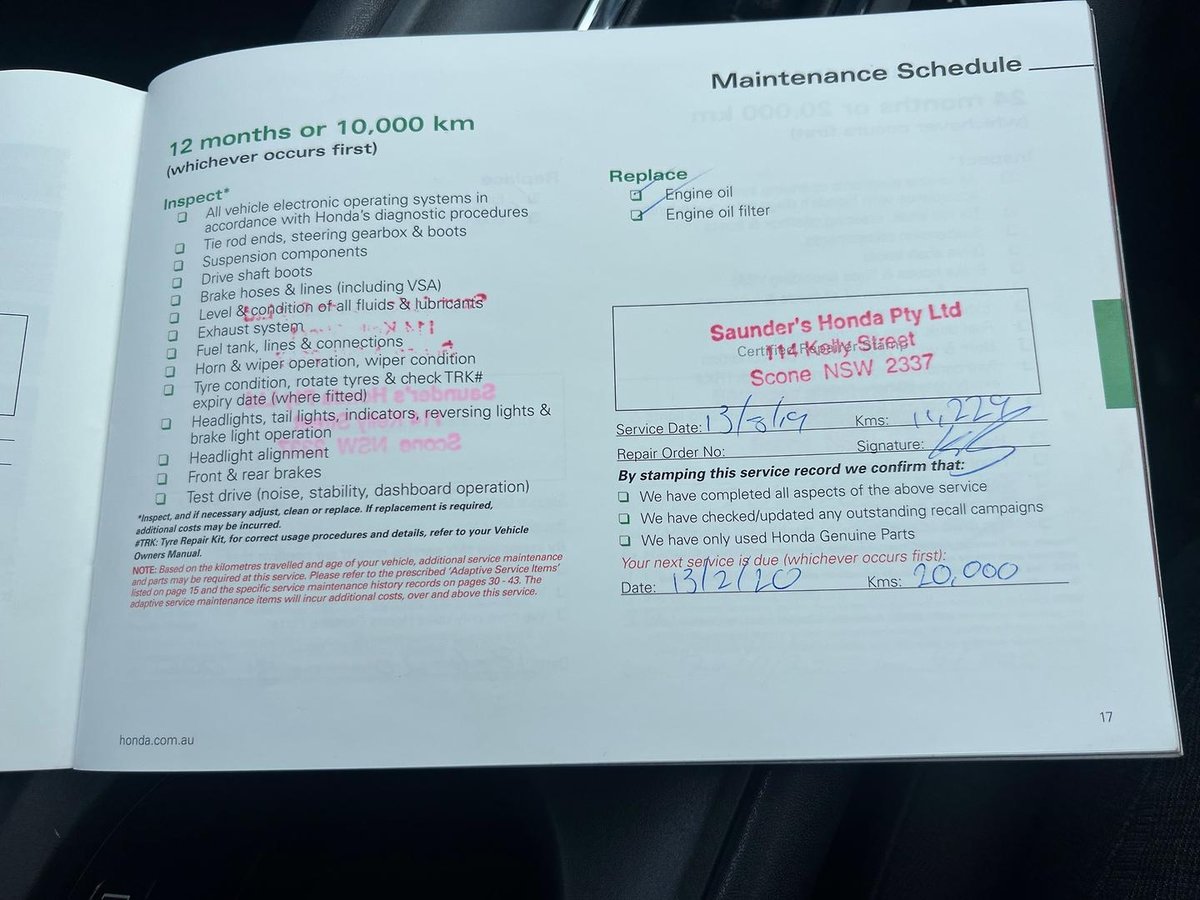 Maintenance Schedule
12 months or 10,000 km
(whichever occurs first)
Inspect*
All vehicle electronic operating systems in
accordance with Honda's diagnostic procedures
Tie rod ends, steering gearbox & boots
Suspension components
Drive shaft boots
Brake hoses & lines (including VSA)
Level & condition of all fluids & lubricants
Exhaust system
Fuel tank, lines & connections
Horn & wiper operation, wiper condition
Tyre condition, rotate tyres & check TRK#
expiry date (where fitted)
Headlights, tail lights, indicators, reversing lights &
brake light operation
Headlight alignment
Front & rear brakes
Test drive (noise, stability, dashboard operation)
*Inspect, and if necessary adjust, clean or replace. If replacement is required,
additional costs may be incurred.
#TRK: Tyre Repair Kit, for correct usage procedures and details, refer to your Vehicle
Owners Manual.
NOTE: Based on the kilometres travelled and age of your vehicle, additional service maintenance
and parts may be required at this service. Please refer to the prescribed 'Adaptive Service Items'
listed on page 15 and the specific service maintenance history records on pages 30 - 43. The
adaptive service maintenance items will incur additional costs, over and above this service.
honda.com.au
Replace
Engine oil
Engine oil filter
Saunder's Honda Pty Ltd
Certified Repairer Stamp
114 Kelly Street
Scone NSW 2337
Service Date: 13/8/19 Kms: 11,229
Repair Order No: Signature:
By stamping this service record we confirm that:
We have completed all aspects of the above service
We have checked/updated any outstanding recall campaigns
We have only used Honda Genuine Parts
Your next service is due (whichever occurs first):
Date: 13/2/20 Kms: 20,000
17